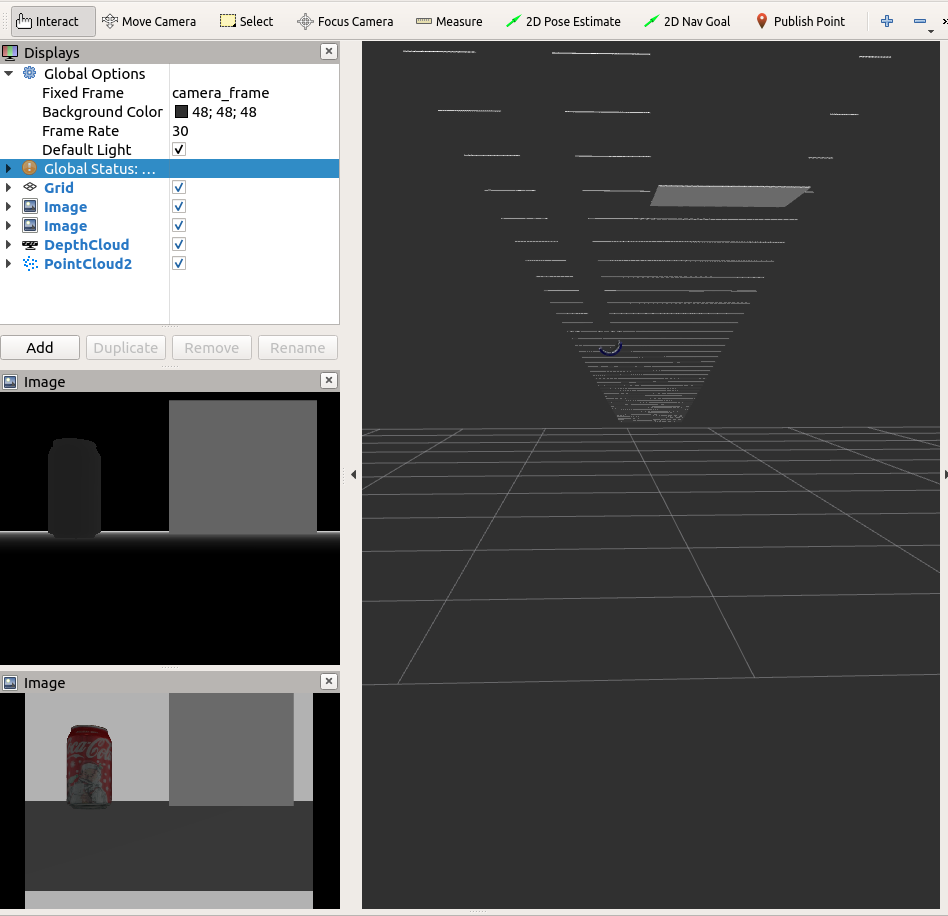 Interact Move Camera Select Focus Camera Measure 2D Pose Estimate 2D Nav Goal Publish Point
Displays
Global Options
Fixed Frame camera_frame
Background Color 48; 48; 48
Frame Rate 30
Default Light
Global Status: ...
Grid
Image
Image
DepthCloud
PointCloud2
Add Duplicate Remove Rename
Image
Image
Coca-Cola